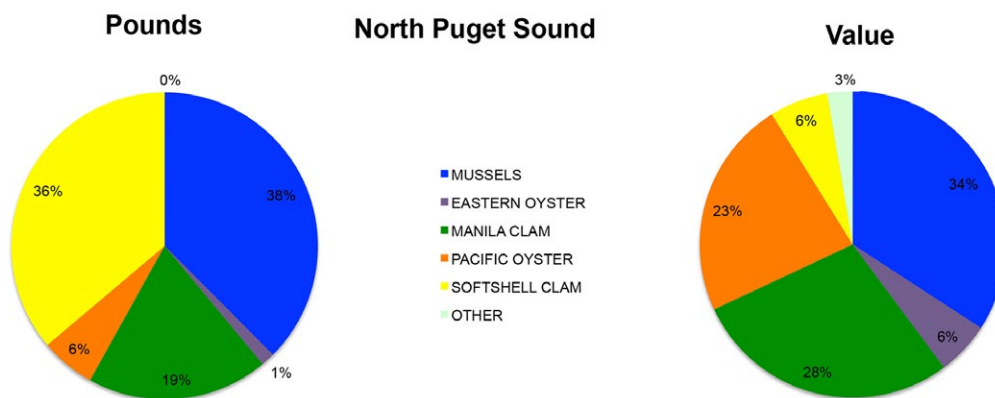 Pounds
North Puget Sound
Value
0%
38%
1%
19%
6%
36%
MUSSELS
EASTERN OYSTER
MANILA CLAM
PACIFIC OYSTER
SOFTSHELL CLAM
OTHER
3%
34%
6%
28%
23%
6%